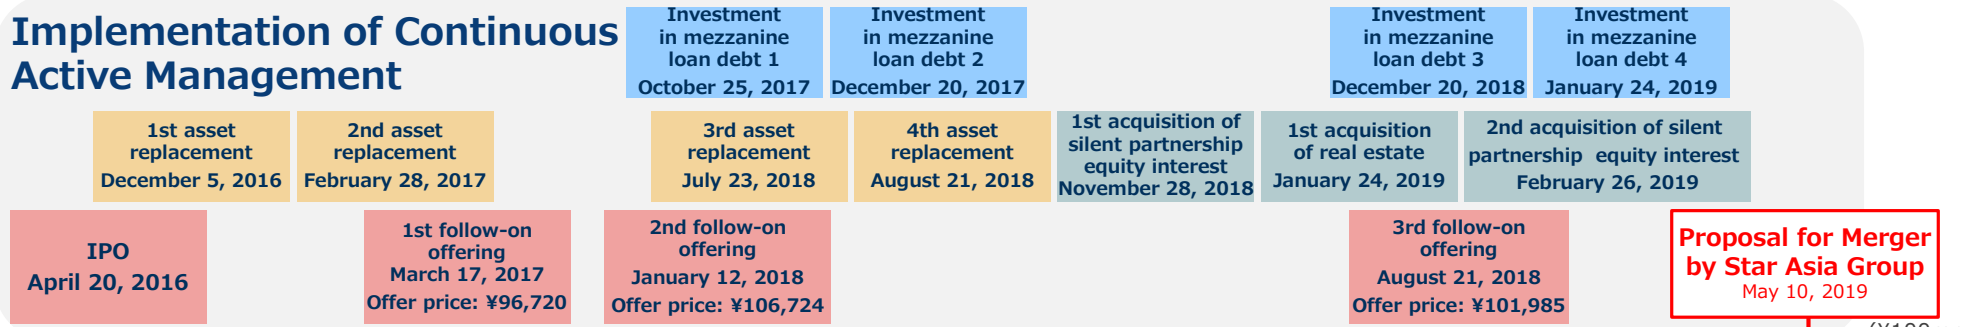 Implementation of Continuous
Active Management
Investment
in mezzanine
loan debt 1
October 25, 2017
Investment
in mezzanine
loan debt 2
December 20, 2017
Investment
in mezzanine
loan debt 3
December 20, 2018
Investment
in mezzanine
loan debt 4
January 24, 2019
1st asset
replacement
December 5, 2016
2nd asset
replacement
February 28, 2017
3rd asset
replacement
July 23, 2018
4th asset
replacement
August 21, 2018
1st acquisition of
silent partnership
equity interest
November 28, 2018
1st acquisition
of real estate
January 24, 2019
2nd acquisition of silent
partnership equity interest
February 26, 2019
IPO
April 20, 2016
1st follow-on
offering
March 17, 2017
Offer price: ¥96,720
2nd follow-on
offering
January 12, 2018
Offer price: ¥106,724
3rd follow-on
offering
August 21, 2018
Offer price: ¥101,985
Proposal for Merger
by Star Asia Group
May 10, 2019